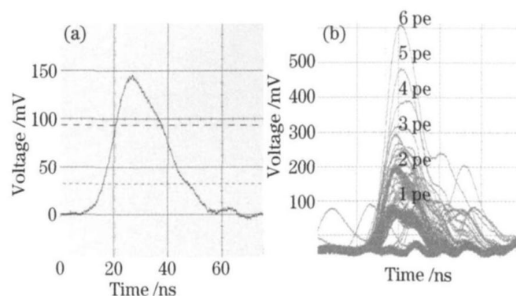 (a)
Voltage /mV
150
100
50
0
0 20 40 60
Time /ns
(b)
Voltage /mV
500
400
300
200
100
6 pe
5 pe
4 pe
3 pe
2 pe
1 pe
Time /ns